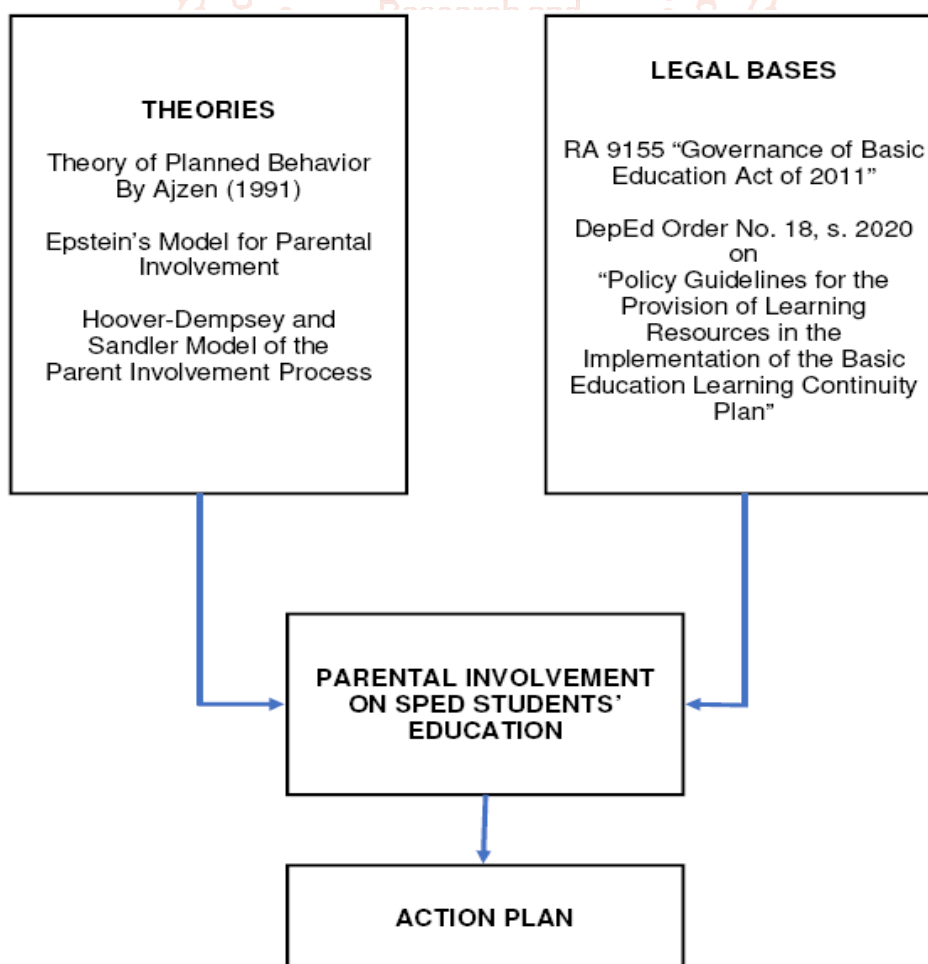 Research and
THEORIES
Theory of Planned Behavior
By Ajzen (1991)
Epstein's Model for Parental
Involvement
Hoover-Dempsey and
Sandler Model of the
Parent Involvement Process
LEGAL BASES
RA 9155 “Governance of Basic
Education Act of 2011”
DepEd Order No. 18, s. 2020
on
“Policy Guidelines for the
Provision of Learning
Resources in the
Implementation of the Basic
Education Learning Continuity
Plan”
PARENTAL INVOLVEMENT
ON SPED STUDENTS’
EDUCATION
ACTION PLAN